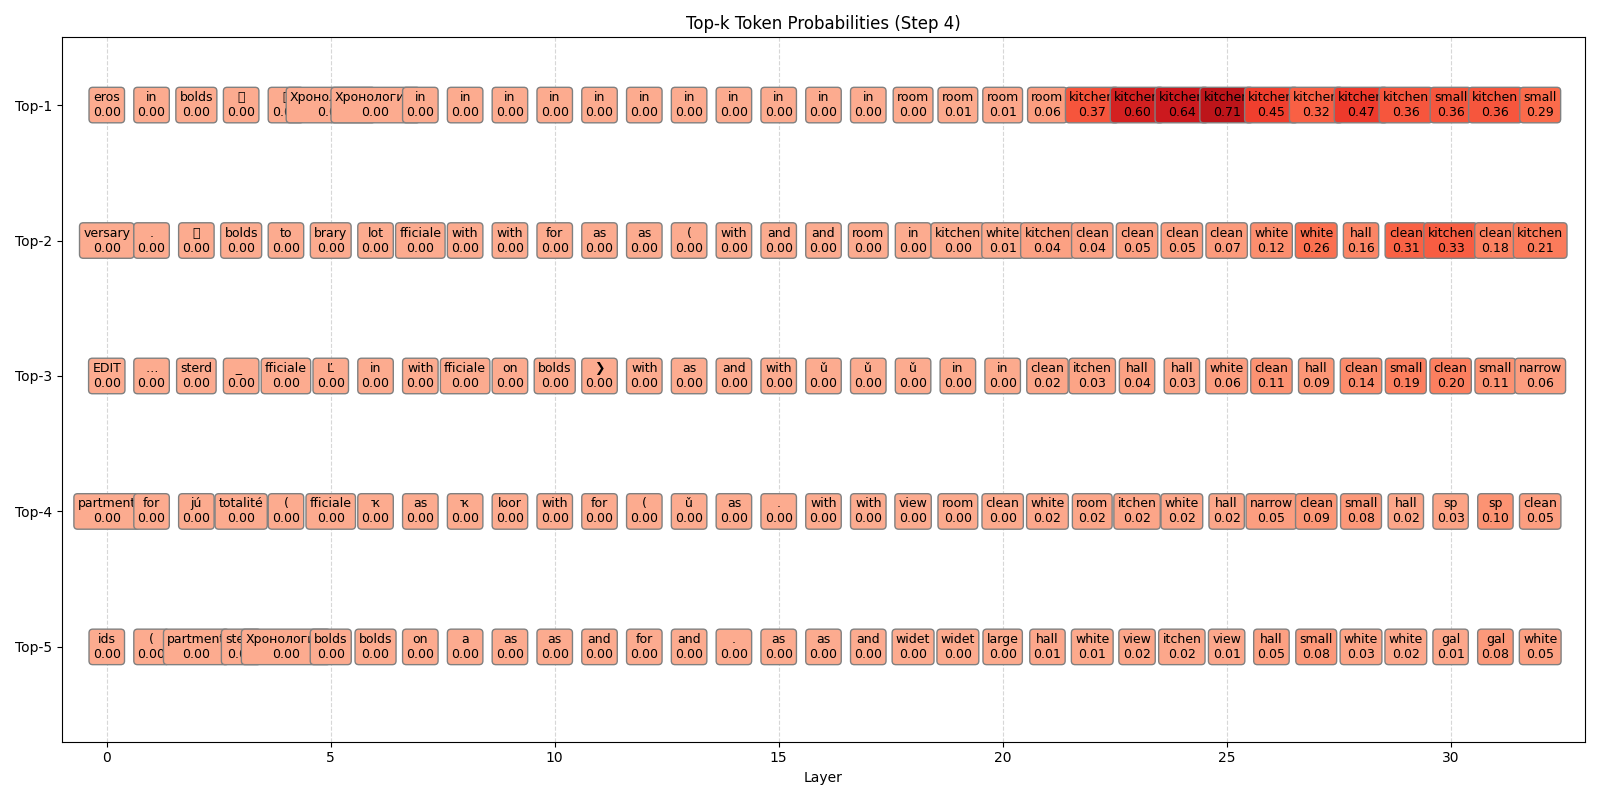 Top-k Token Probabilities (Step 4)
Top-1
eros in bolds Хроно Хронологи in in in in in in in in in in in room room room room kitchen kitchen kitchen kitchen kitchen kitchen kitchen kitchen small kitchen small
0.00 0.00 0.00 0.00 0.00 0.00 0.00 0.00 0.00 0.00 0.00 0.00 0.00 0.00 0.00 0.00 0.00 0.01 0.01 0.06 0.37 0.60 0.64 0.71 0.45 0.32 0.47 0.36 0.36 0.36 0.29
Top-2
versary . bolds to brary lot fficiale with with for as as ( with and and room in kitchen white kitchen clean clean clean clean white white hall clean kitchen clean kitchen
0.00 0.00 0.00 0.00 0.00 0.00 0.00 0.00 0.00 0.00 0.00 0.00 0.00 0.00 0.00 0.00 0.00 0.00 0.00 0.00 0.01 0.04 0.04 0.05 0.05 0.07 0.12 0.26 0.16 0.31 0.33 0.18 0.21
Top-3
EDIT ... sterd _ fficiale Ľ in with fficiale on bolds ❯ with as and with ŭ ŭ ŭ in in clean itchen hall hall white clean hall clean small clean small narrow
0.00 0.00 0.00 0.00 0.00 0.00 0.00 0.00 0.00 0.00 0.00 0.00 0.00 0.00 0.00 0.00 0.00 0.00 0.00 0.00 0.00 0.02 0.03 0.04 0.03 0.06 0.11 0.09 0.14 0.19 0.20 0.11 0.06
Top-4
partment for jú totalité ( fficiale ҡ as ҡ loor with for ( ŭ as . with with view room clean white room itchen white hall narrow clean small hall sp sp clean
0.00 0.00 0.00 0.00 0.00 0.00 0.00 0.00 0.00 0.00 0.00 0.00 0.00 0.00 0.00 0.00 0.00 0.00 0.00 0.00 0.00 0.02 0.02 0.02 0.02 0.02 0.05 0.09 0.08 0.02 0.03 0.10 0.05
Top-5
ids ( partment ste Хронологи bolds bolds on a as as and for and . as as and widet widet large hall white view itchen view hall small white white gal gal white
0.00 0.00 0.00 0.00 0.00 0.00 0.00 0.00 0.00 0.00 0.00 0.00 0.00 0.00 0.00 0.00 0.00 0.00 0.00 0.00 0.01 0.01 0.02 0.02 0.01 0.05 0.08 0.03 0.02 0.01 0.08 0.05
0 5 10 15 20 25 30
Layer